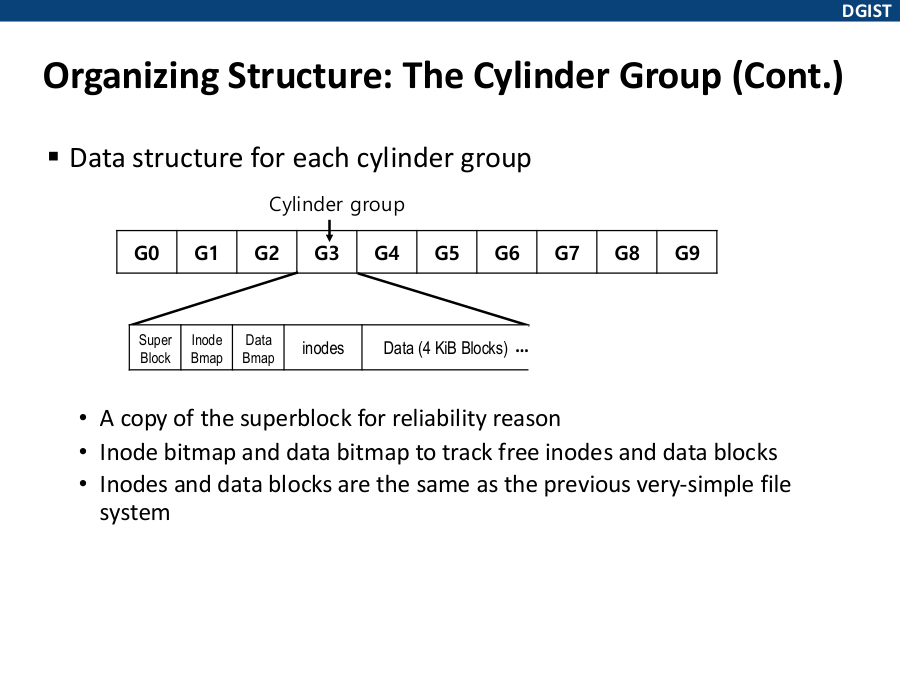 DGIST
Organizing Structure: The Cylinder Group (Cont.)
▪ Data structure for each cylinder group
Cylinder group
G0 G1 G2 G3 G4 G5 G6 G7 G8 G9
Super Block
Inode Bmap
Data Bmap
inodes
Data (4 KiB Blocks) ...
• A copy of the superblock for reliability reason
• Inode bitmap and data bitmap to track free inodes and data blocks
• Inodes and data blocks are the same as the previous very-simple file
system